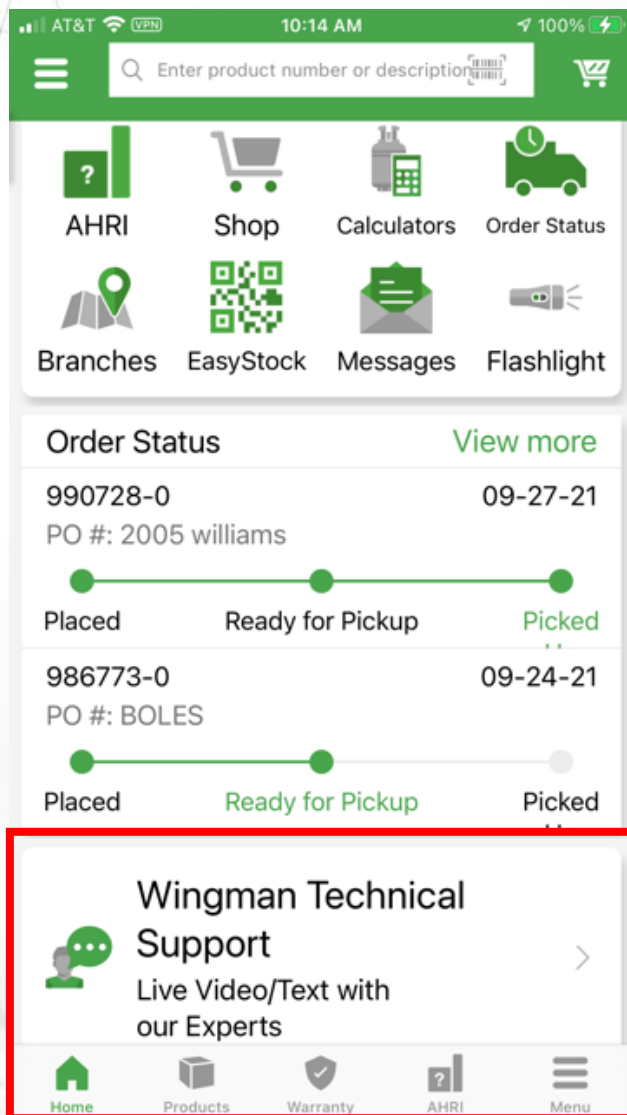 AT&T VPN 10:14 AM 100%
Enter product number or description
?
AHRI Shop Calculators Order Status
Branches EasyStock Messages Flashlight
Order Status View more
990728-0 09-27-21
PO #: 2005 williams
Placed Ready for Pickup Picked
986773-0 09-24-21
PO #: BOLES
Placed Ready for Pickup Picked
Wingman Technical
Support
Live Video/Text with
our Experts
?
Home Products Warranty AHRI Menu